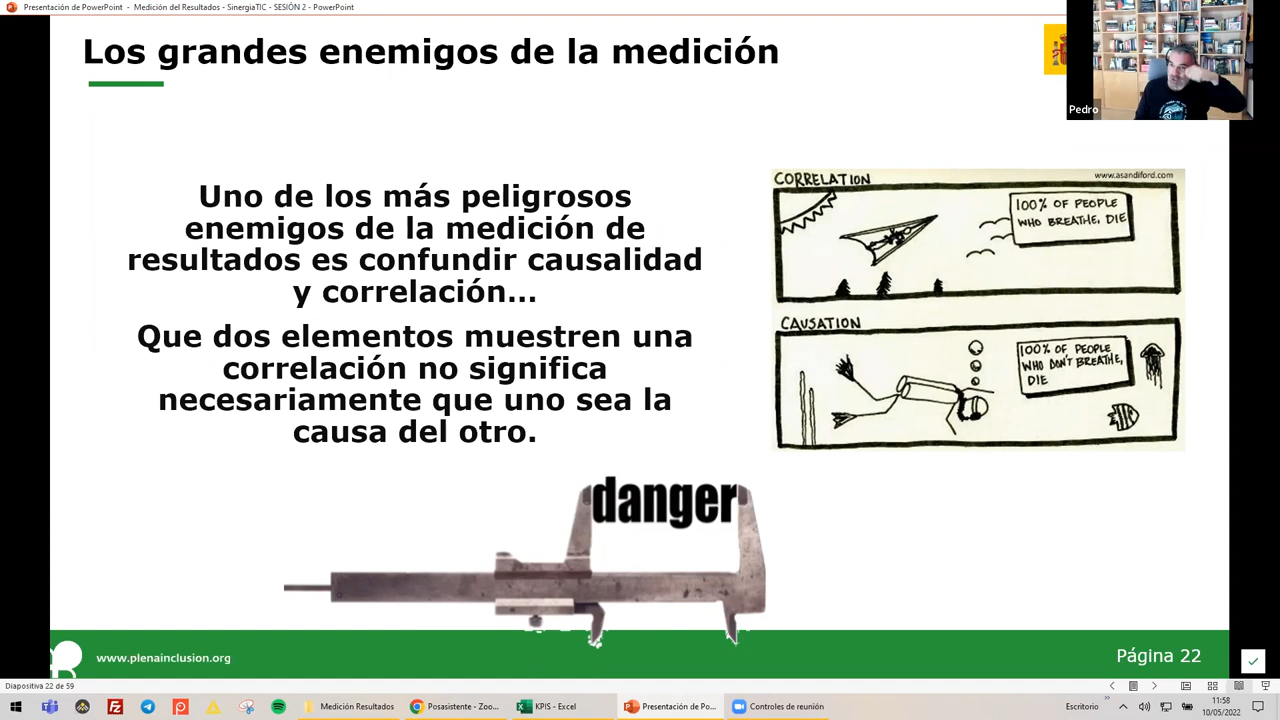 Presentación de PowerPoint - Medición del Resultados - SinergiaTIC - SESIÓN 2 - PowerPoint
Los grandes enemigos de la medición
Pedro
Uno de los más peligrosos
enemigos de la medición de
resultados es confundir causalidad
y correlación...
Que dos elementos muestren una
correlación no significa
necesariamente que uno sea la
causa del otro.
CORRELATION
www.asandiford.com
100% OF PEOPLE
WHO BREATHE, DIE
CAUSATION
100% OF PEOPLE
WHO DON'T BREATHE,
DIE
danger
www.plenainclusion.org
Página 22
Diapositiva 22 de 59
Medición Resultados
Posasistente - Zoo...
KPIS - Excel
Presentación de Po...
Controles de reunión
Escritorio
11:58
10/05/2022